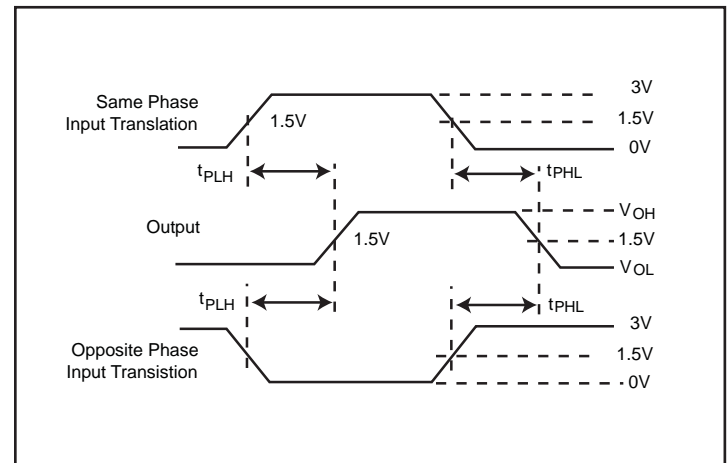 3V
Same Phase
Input Translation
1.5V
1.5V
0V
tPLH
tPHL
VOH
Output
1.5V
1.5V
VOL
tPLH
tPHL
3V
Opposite Phase
Input Transistion
1.5V
0V